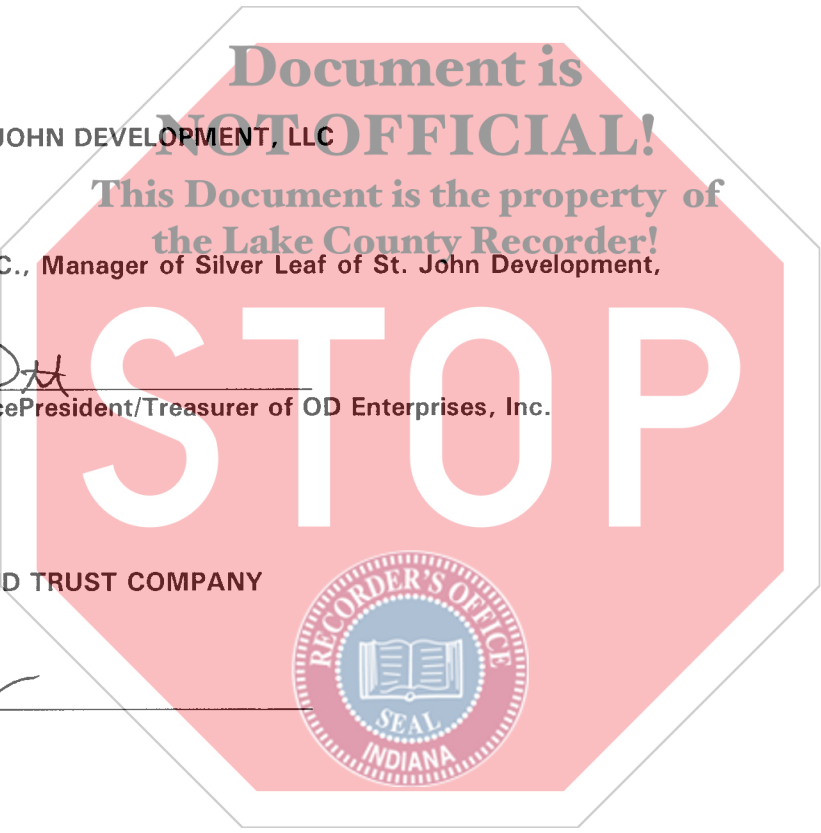 Document is
JOHN DEVELOPMENT, LLC
NOT OFFICIAL!
This Document is the property of
the Lake County Recorder!
C., Manager of Silver Leaf of St. John Development,
STOP
cePresident/Treasurer of OD Enterprises, Inc.
D TRUST COMPANY
RECORDER'S OFFICE
SEAL
INDIANA